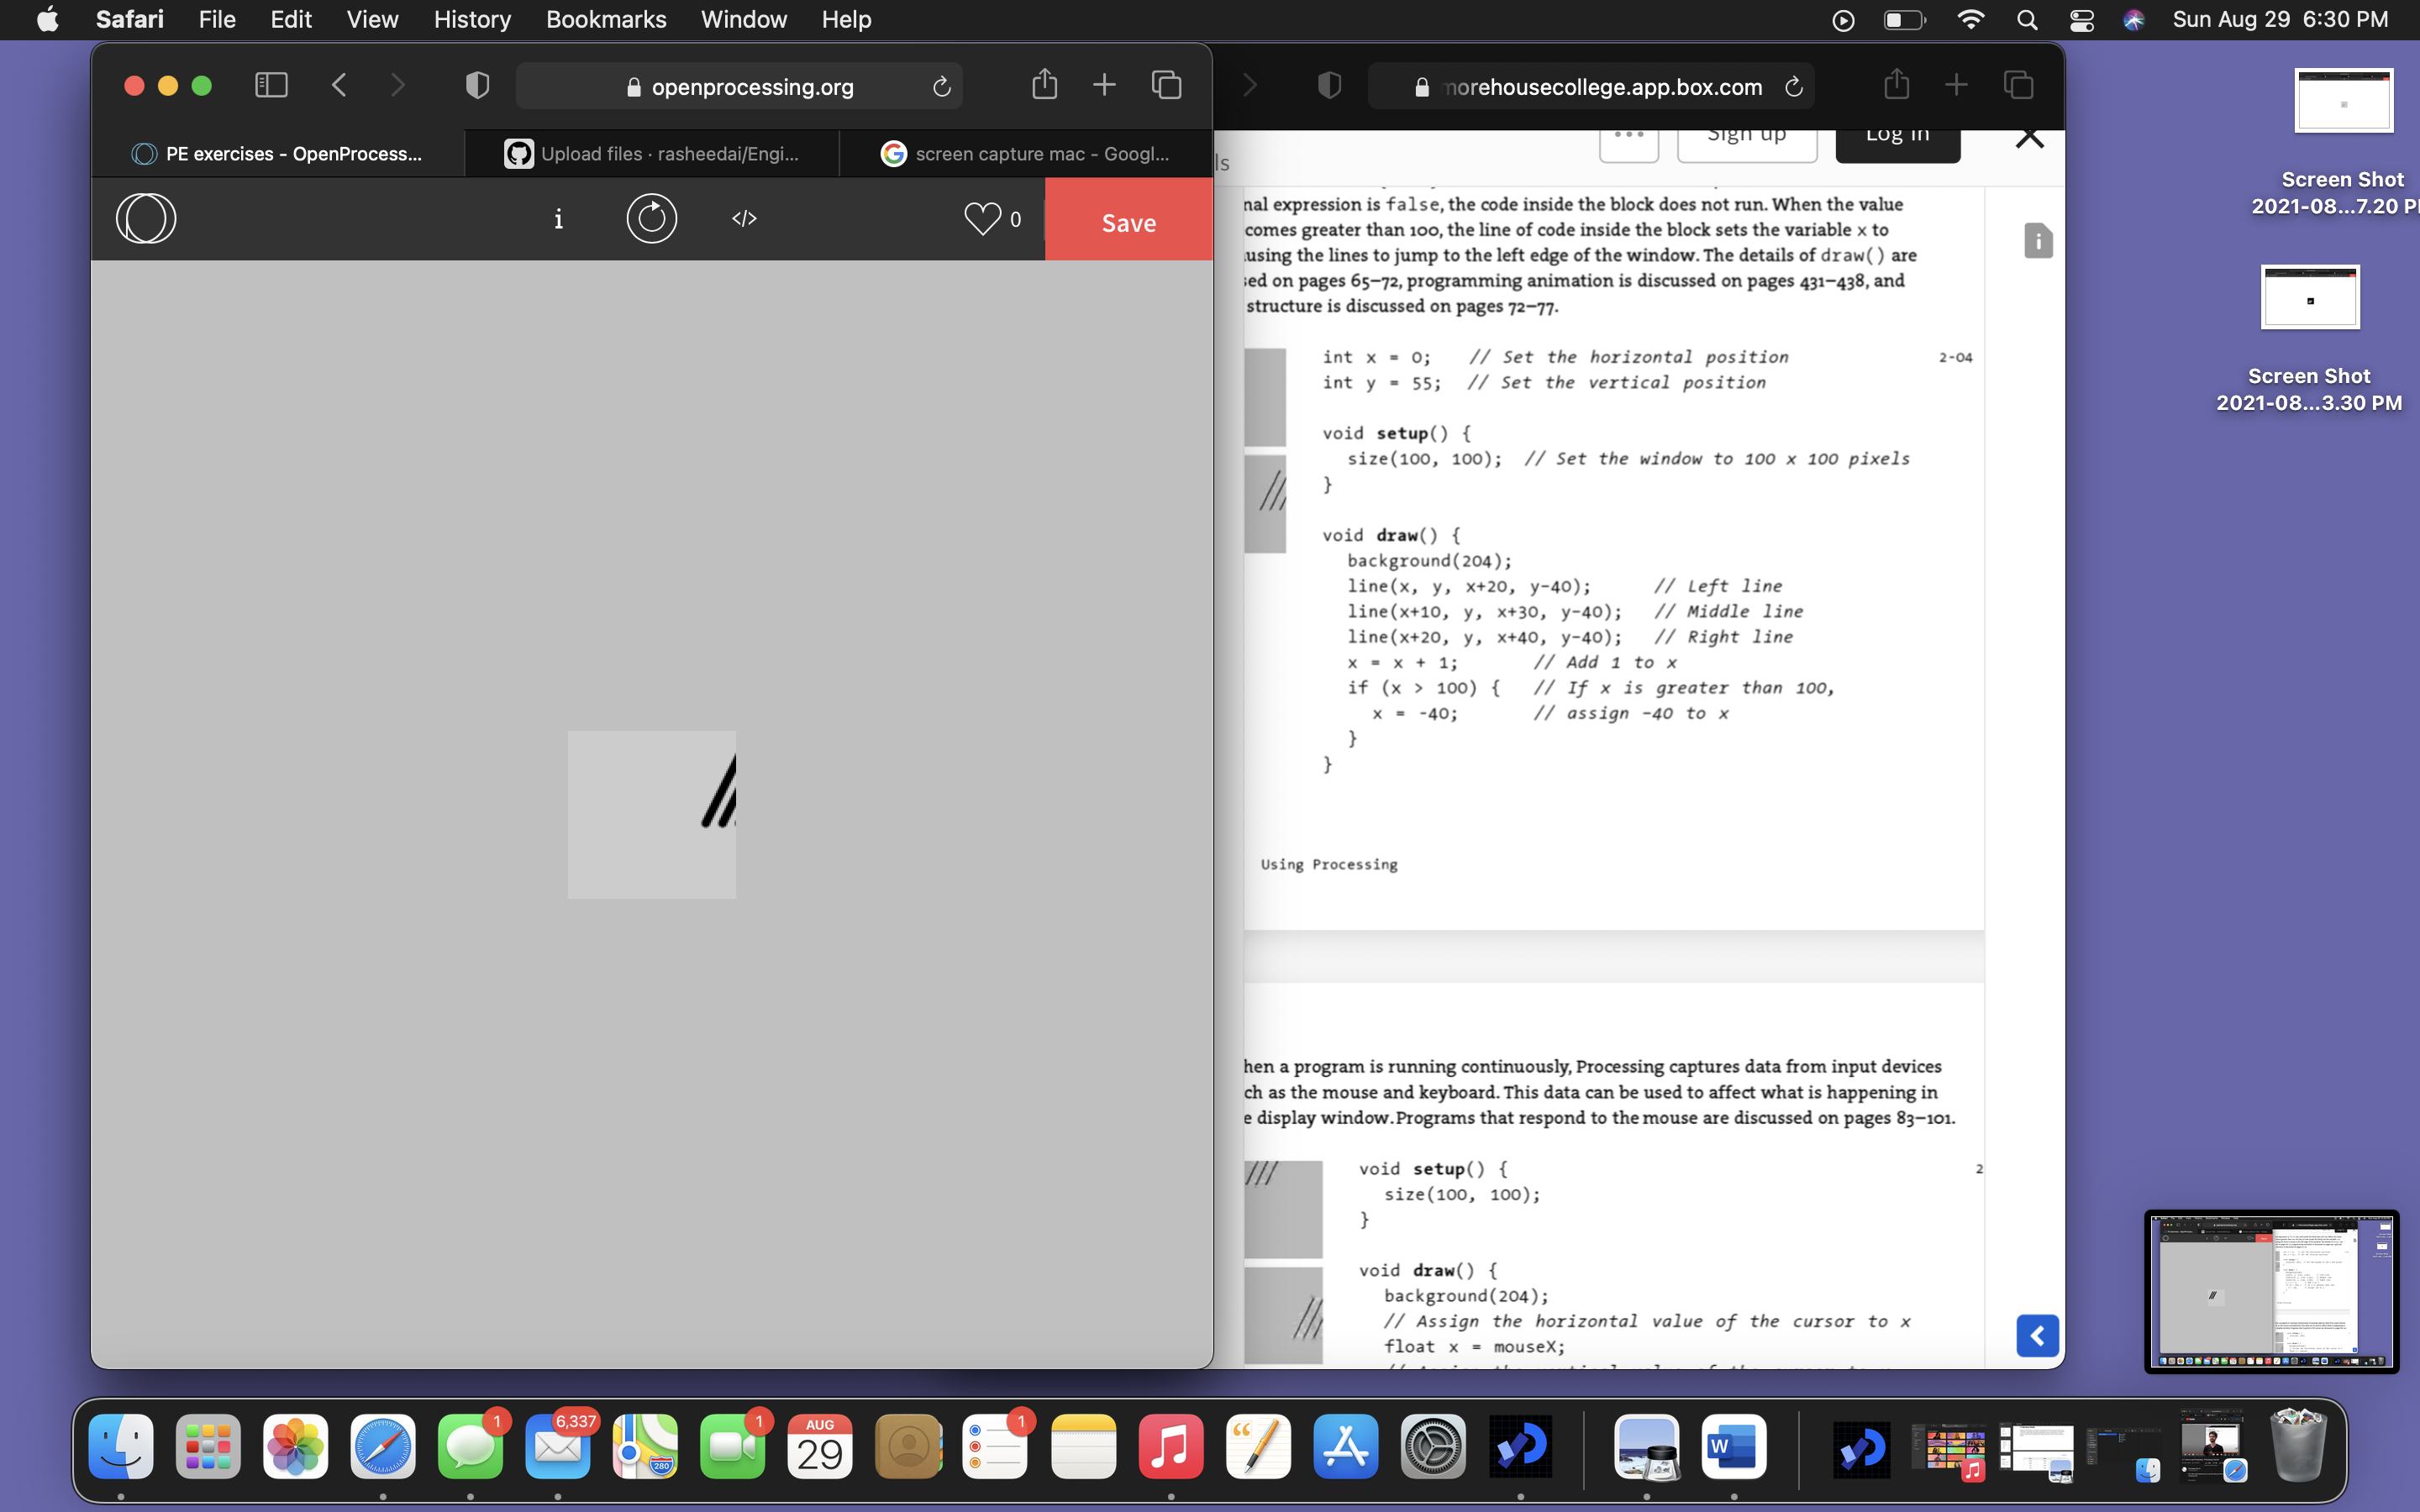 Safari File Edit View History Bookmarks Window Help
Sun Aug 29 6:30 PM
openprocessing.org
PE exercises - OpenProcess...
Upload files · rasheedai/Engi...
screen capture mac - Googl...
i
</>
0
Save
morehousecollege.app.box.com
ls
Sign up
Log in
nal expression is false, the code inside the block does not run. When the value
comes greater than 100, the line of code inside the block sets the variable x to
using the lines to jump to the left edge of the window. The details of draw() are
sed on pages 65–72, programming animation is discussed on pages 431–438, and
structure is discussed on pages 72–77.
int x = 0; // Set the horizontal position
2-04
int y = 55; // Set the vertical position
void setup() {
size(100, 100); // Set the window to 100 x 100 pixels
}
void draw() {
background(204);
line(x, y, x+20, y-40); // Left line
line(x+10, y, x+30, y-40); // Middle line
line(x+20, y, x+40, y-40); // Right line
x = x + 1; // Add 1 to x
if (x > 100) { // If x is greater than 100,
x = -40; // assign -40 to x
}
}
Using Processing
hen a program is running continuously, Processing captures data from input devices
ch as the mouse and keyboard. This data can be used to affect what is happening in
e display window. Programs that respond to the mouse are discussed on pages 83–101.
void setup() {
2
size(100, 100);
}
void draw() {
background(204);
// Assign the horizontal value of the cursor to x
float x = mouseX;
Screen Shot
2021-08...7.20 P
Screen Shot
2021-08...3.30 PM
1
6,337
280
1
AUG
29
1
W